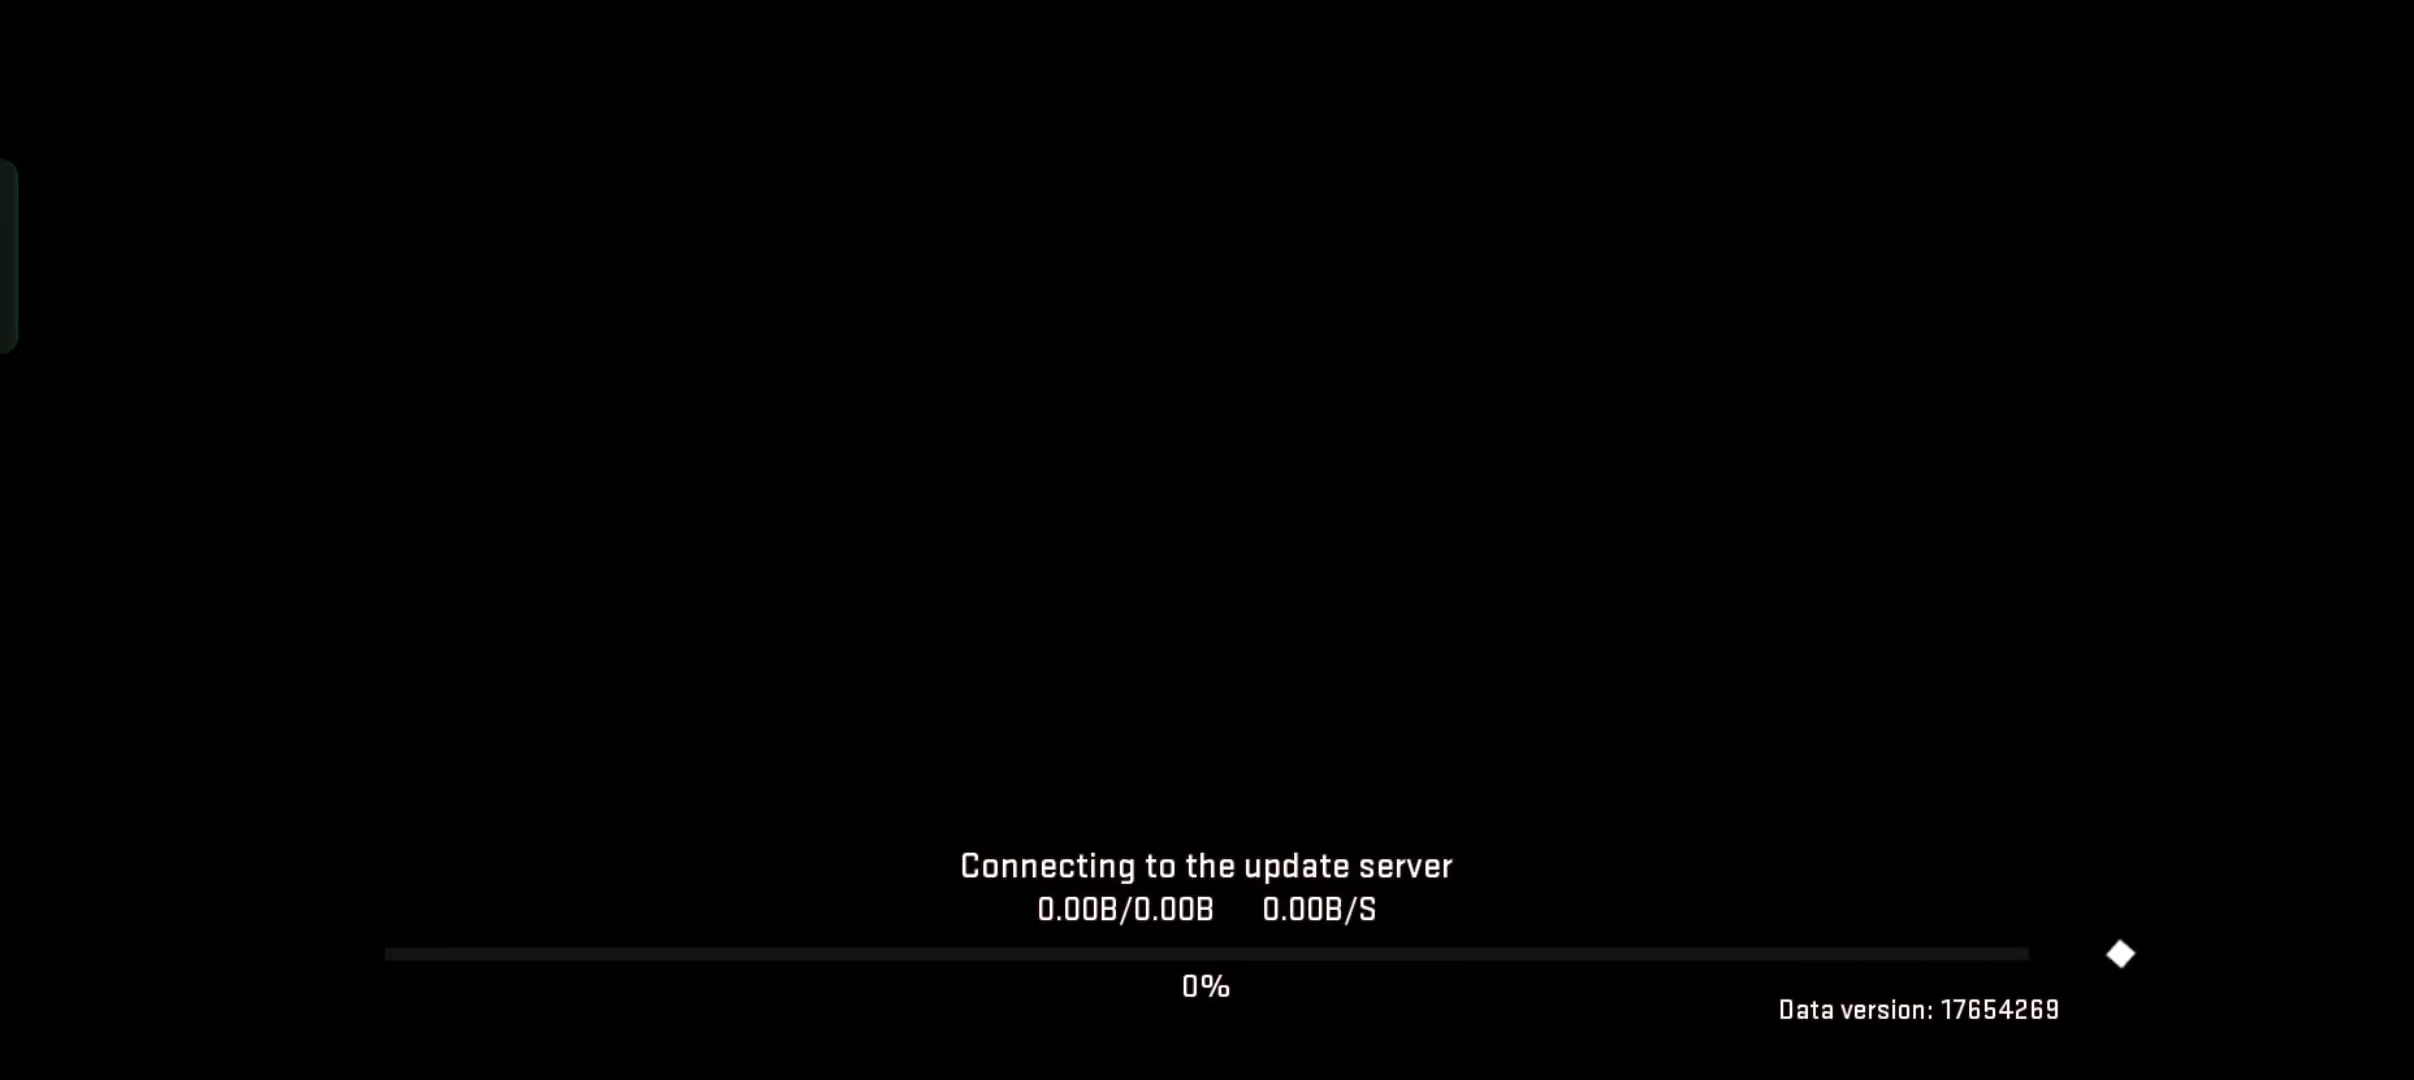 Connecting to the update server
0.00B/0.00B 0.00B/S
0%
Data version: 17654269